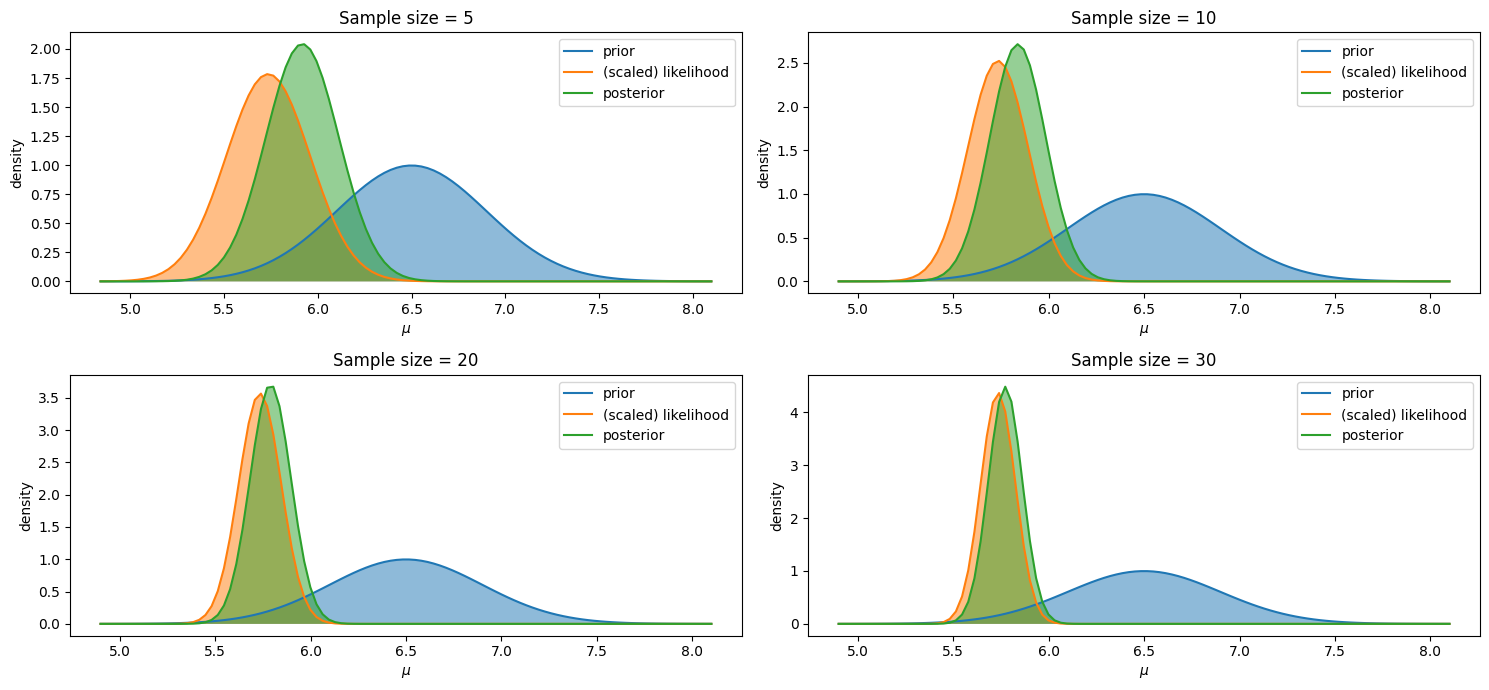 Sample size = 5
prior
(scaled) likelihood
posterior
density
2.00
1.75
1.50
1.25
1.00
0.75
0.50
0.25
0.00
5.0 5.5 6.0 6.5 7.0 7.5 8.0
μ
Sample size = 10
prior
(scaled) likelihood
posterior
density
2.5
2.0
1.5
1.0
0.5
0.0
5.0 5.5 6.0 6.5 7.0 7.5 8.0
μ
Sample size = 20
prior
(scaled) likelihood
posterior
density
3.5
3.0
2.5
2.0
1.5
1.0
0.5
0.0
5.0 5.5 6.0 6.5 7.0 7.5 8.0
μ
Sample size = 30
prior
(scaled) likelihood
posterior
density
4
3
2
1
0
5.0 5.5 6.0 6.5 7.0 7.5 8.0
μ